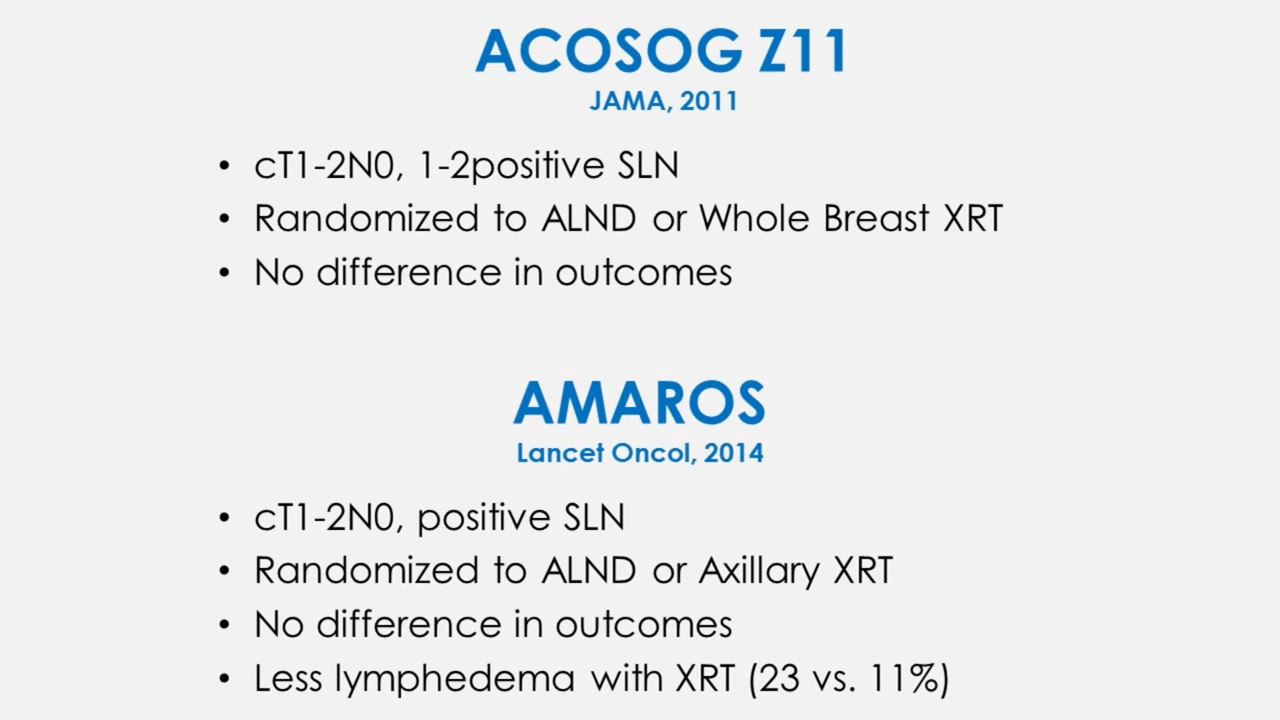 ACOSOG Z11
JAMA, 2011
• cT1-2N0, 1-2positive SLN
• Randomized to ALND or Whole Breast XRT
• No difference in outcomes
AMAROS
Lancet Oncol, 2014
• cT1-2N0, positive SLN
• Randomized to ALND or Axillary XRT
• No difference in outcomes
• Less lymphedema with XRT (23 vs. 11%)